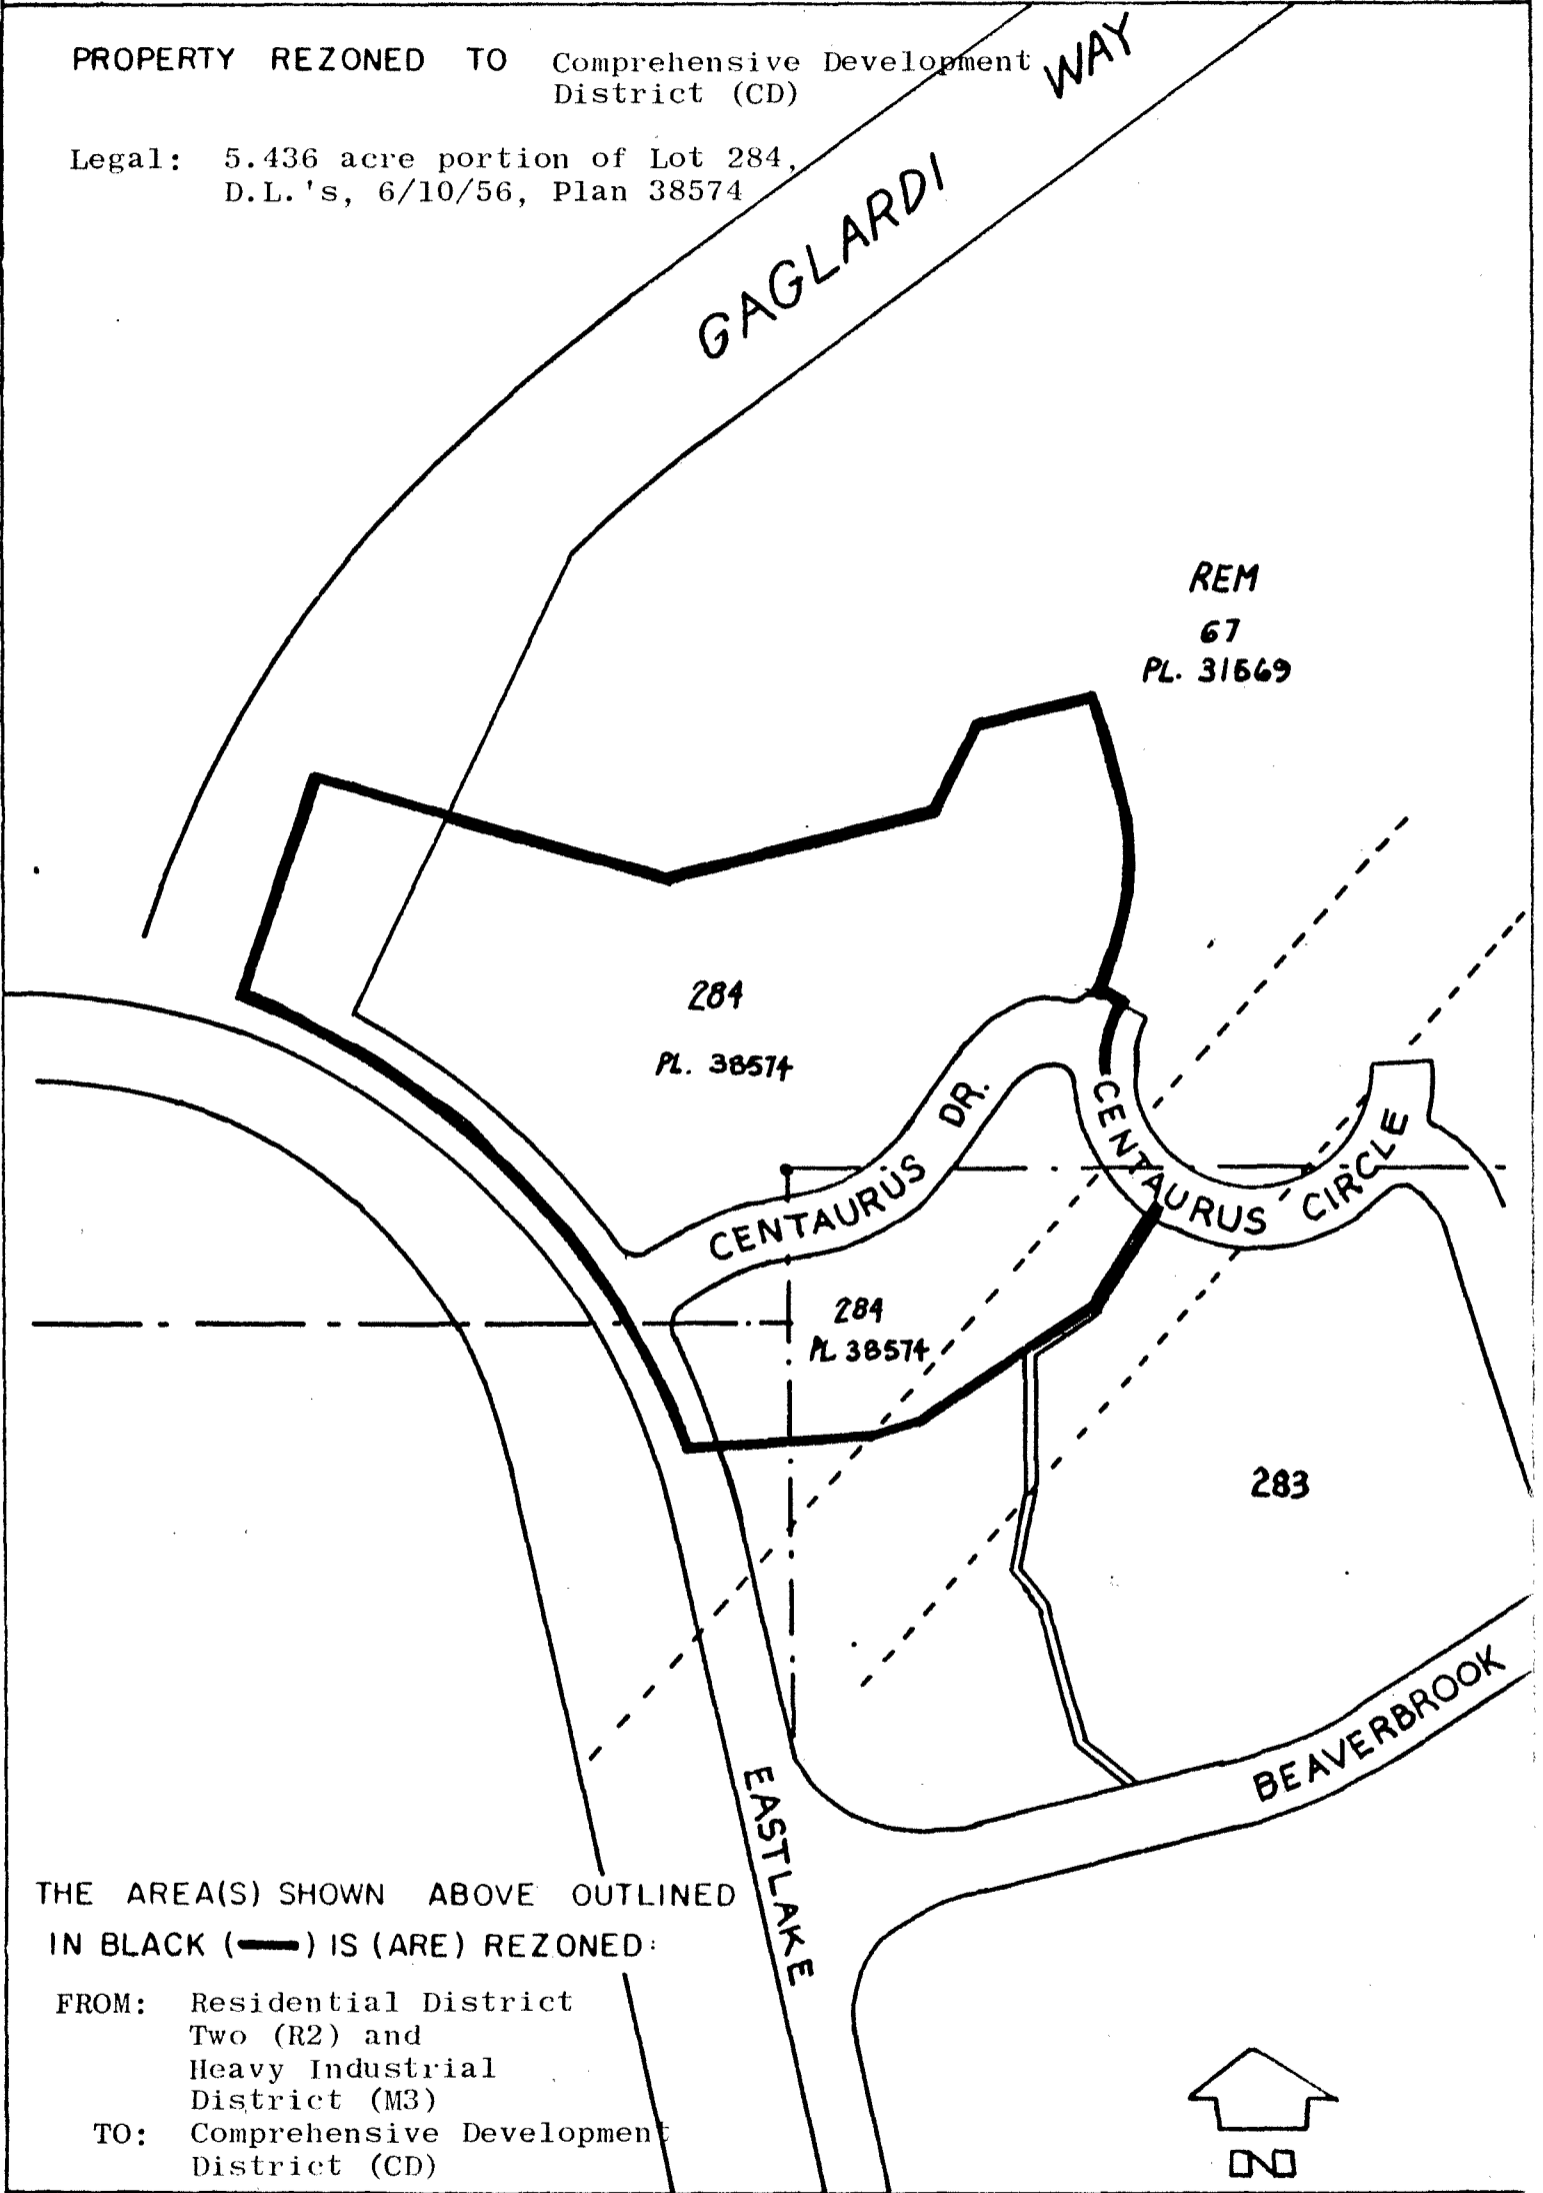 PROPERTY REZONED TO Comprehensive Development
District (CD)
Legal: 5.436 acre portion of Lot 284,
D.L.'s, 6/10/56, Plan 38574
GAGLARDI WAY
REM
67
PL. 31569
284
PL. 38574
CENTAURUS DR.
CENTAURUS CIRCLE
284
PL 38574
283
BEAVERBROOK
EASTLAKE
THE AREA(S) SHOWN ABOVE OUTLINED
IN BLACK (━) IS (ARE) REZONED:
FROM: Residential District
Two (R2) and
Heavy Industrial
District (M3)
TO: Comprehensive Development
District (CD)
N